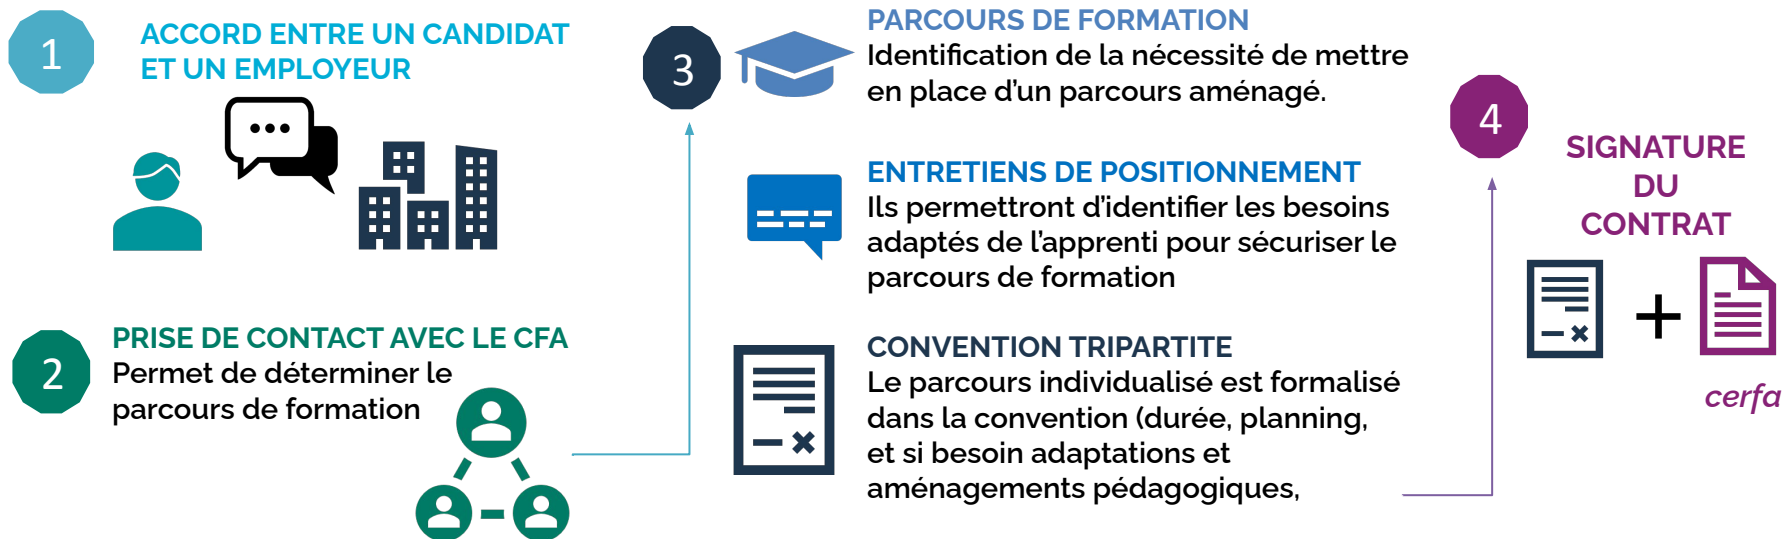 1
ACCORD ENTRE UN CANDIDAT
ET UN EMPLOYEUR
2
PRISE DE CONTACT AVEC LE CFA
Permet de déterminer le
parcours de formation
3
PARCOURS DE FORMATION
Identification de la nécessité de mettre
en place d’un parcours aménagé.
ENTRETIENS DE POSITIONNEMENT
Ils permettront d’identifier les besoins
adaptés de l’apprenti pour sécuriser le
parcours de formation
CONVENTION TRIPARTITE
Le parcours individualisé est formalisé
dans la convention (durée, planning,
et si besoin adaptations et
aménagements pédagogiques,
4
SIGNATURE
DU
CONTRAT
+
cerfa